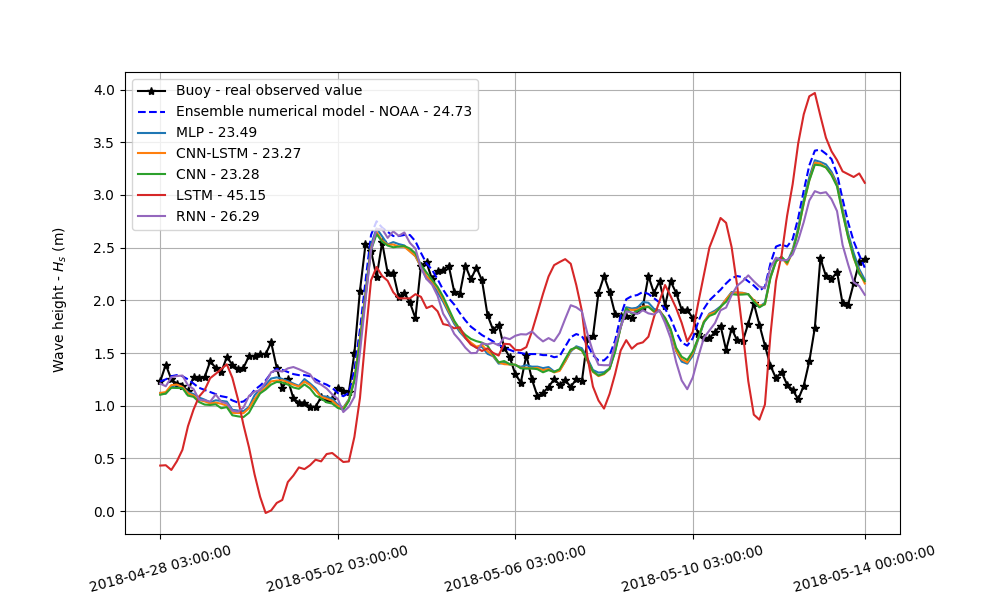 Buoy - real observed value
Ensemble numerical model - NOAA - 24.73
MLP - 23.49
CNN-LSTM - 23.27
CNN - 23.28
LSTM - 45.15
RNN - 26.29
Wave height - Hₛ (m)
4.0
3.5
3.0
2.5
2.0
1.5
1.0
0.5
0.0
2018-04-28 03:00:00
2018-05-02 03:00:00
2018-05-06 03:00:00
2018-05-10 03:00:00
2018-05-14 00:00:00